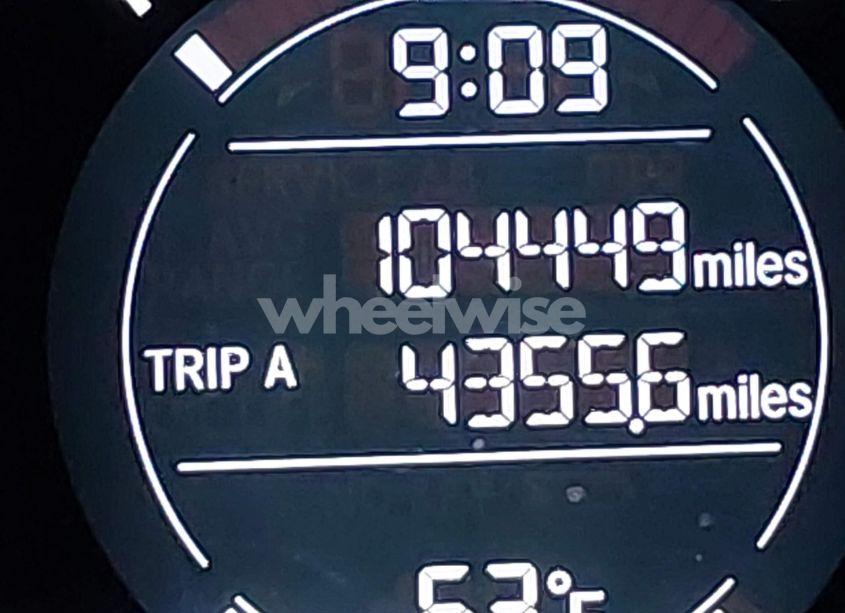 9:09
104449 miles
wheelwise
TRIP A 4355.6 miles
53°F